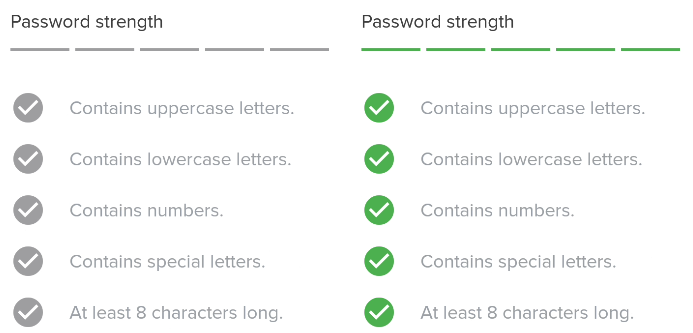 Password strength
Contains uppercase letters.
Contains lowercase letters.
Contains numbers.
Contains special letters.
At least 8 characters long.
Password strength
Contains uppercase letters.
Contains lowercase letters.
Contains numbers.
Contains special letters.
At least 8 characters long.